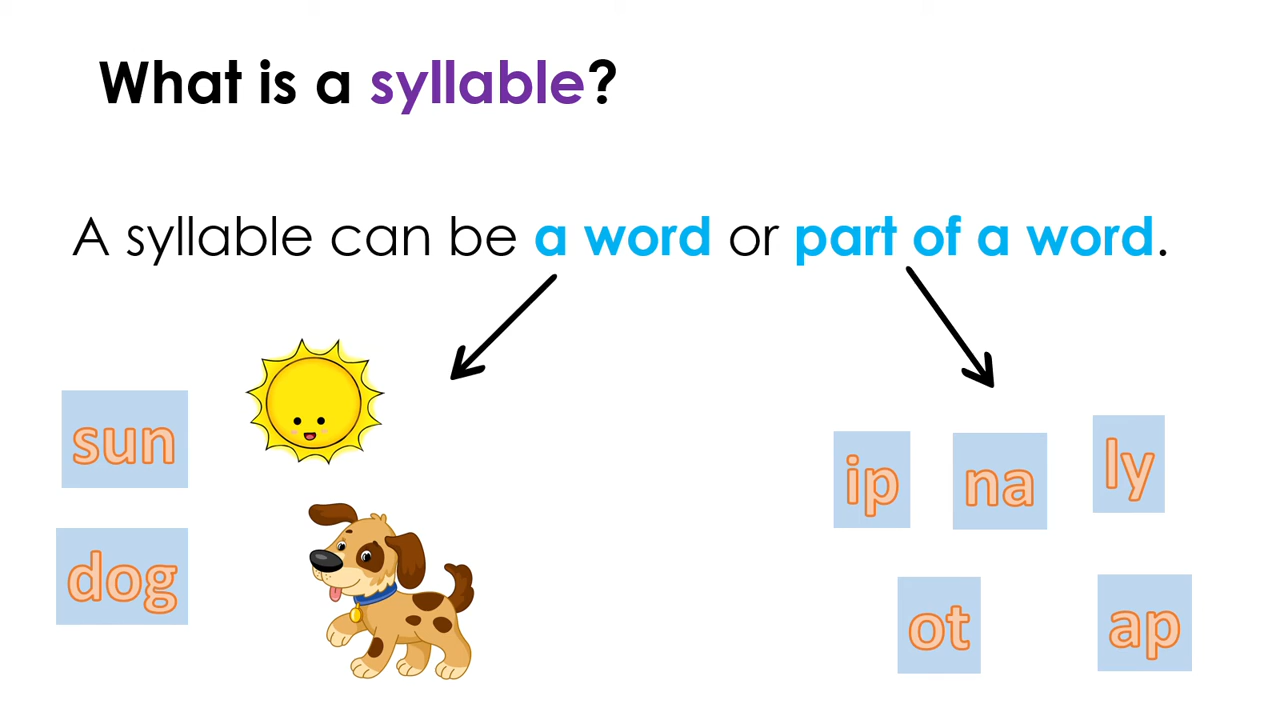 What is a syllable?
A syllable can be a word or part of a word.
sun
dog
ip
na
ly
ot
ap